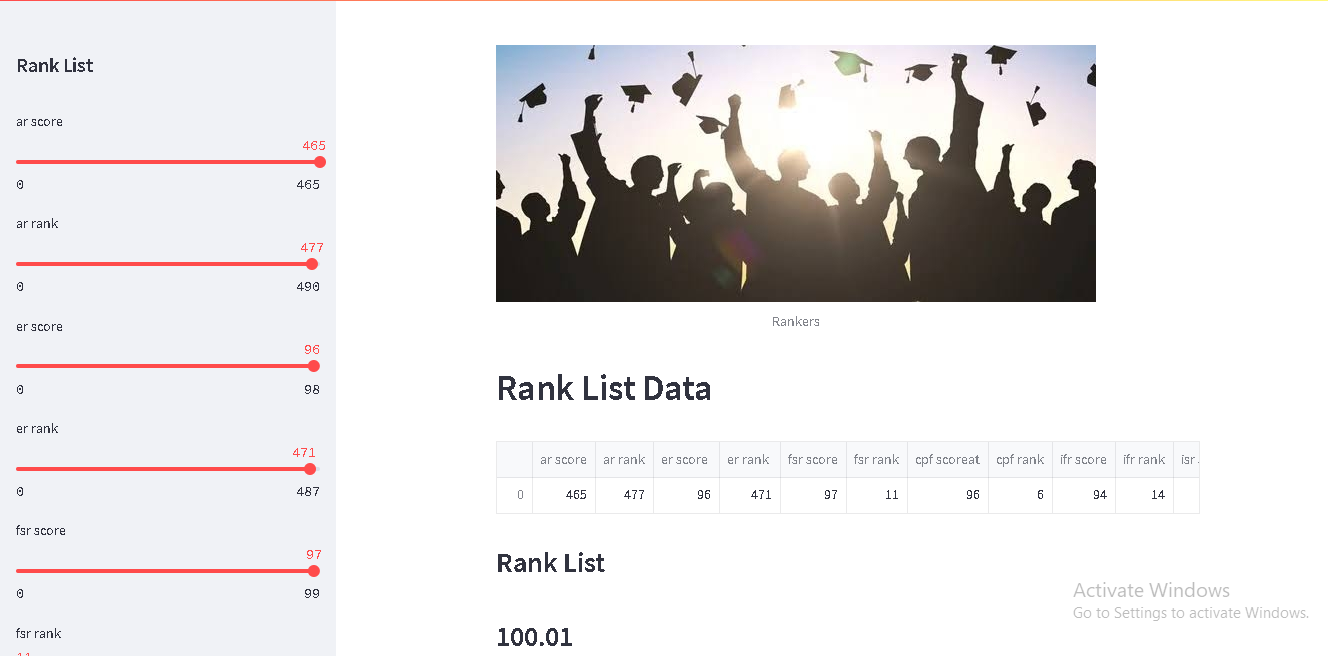 Rank List
ar score
465
0 465
ar rank
477
0 490
er score
96
0 98
er rank
471
0 487
fsr score
97
0 99
fsr rank
11
Rankers
Rank List Data
ar score ar rank er score er rank fsr score fsr rank cpf scoreat cpf rank ifr score ifr rank isr
0 465 477 96 471 97 11 96 6 94 14
Rank List
100.01
Activate Windows
Go to Settings to activate Windows.